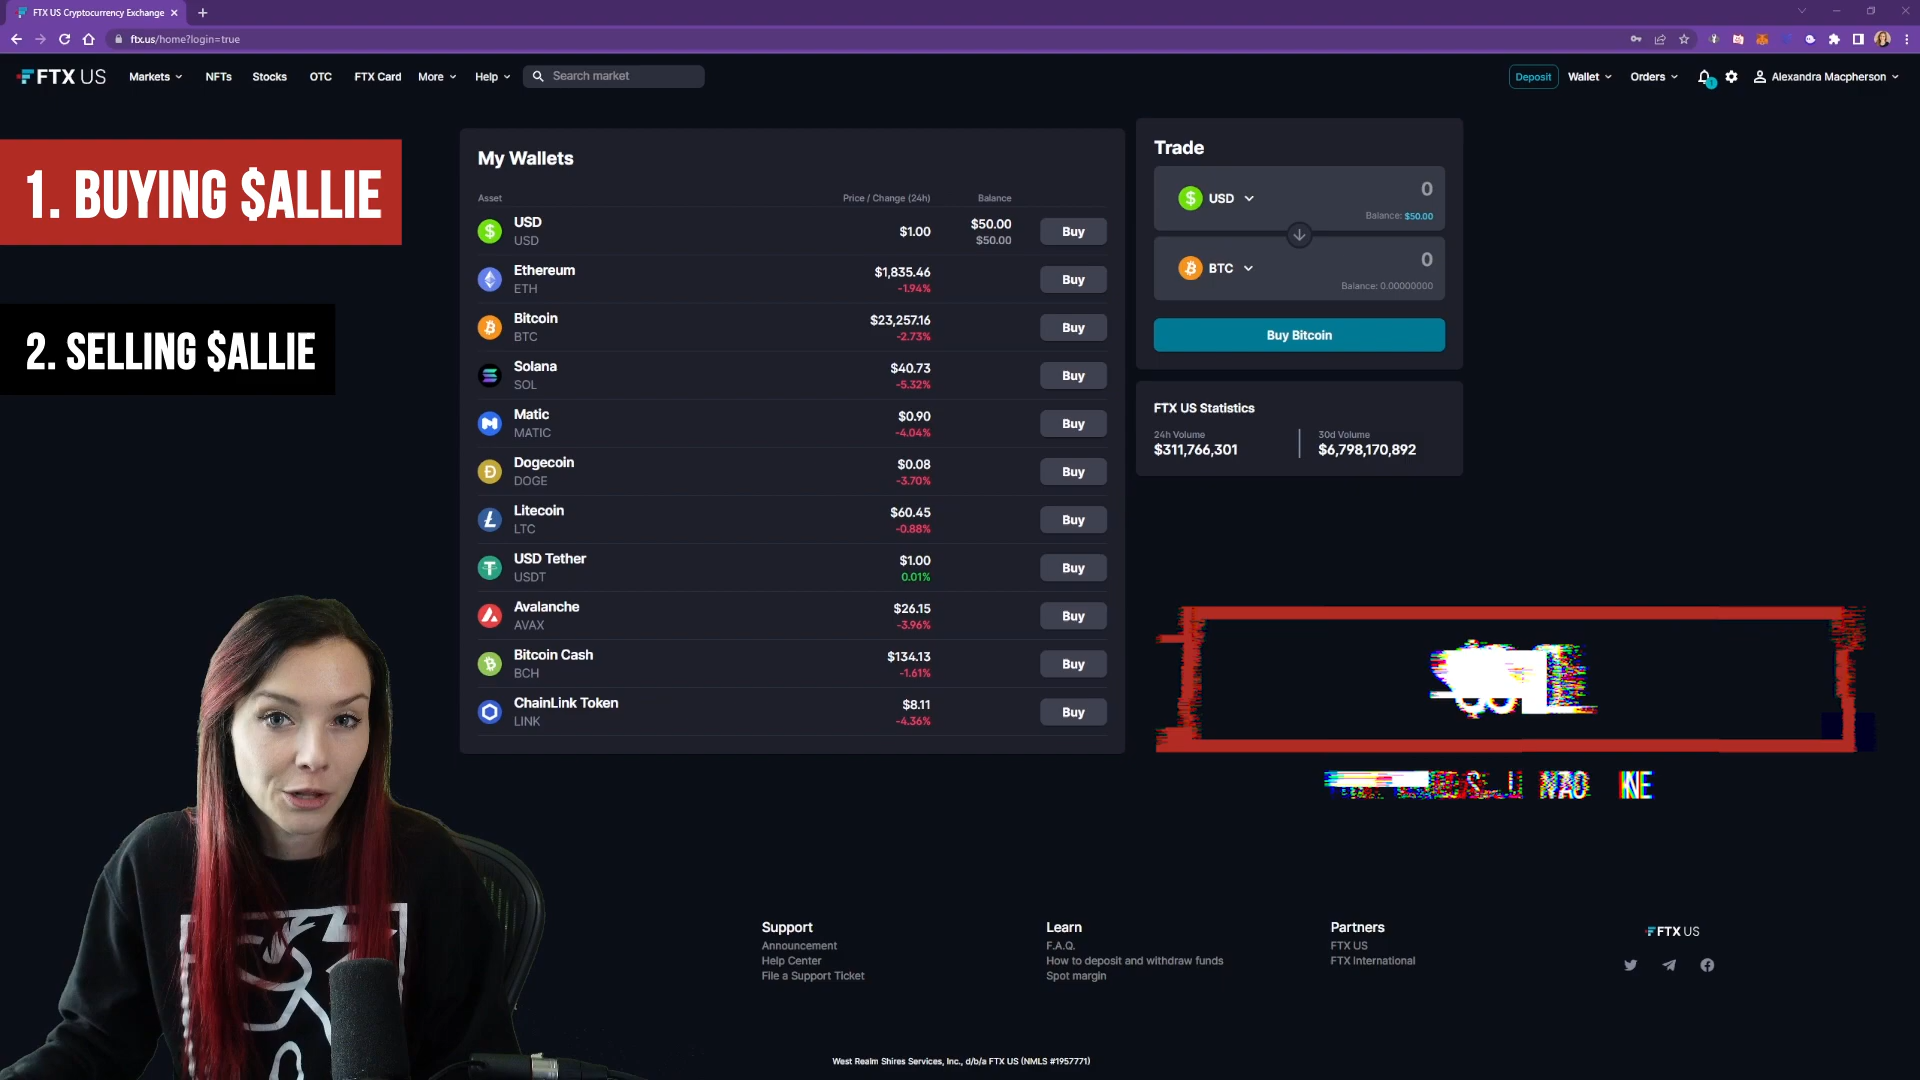 FTX US Cryptocurrency Exchange
ftx.us/home?login=true
FTX US Markets NFTs Stocks OTC FTX Card More Help Search market Deposit Wallet Orders Alexandra Macpherson
1. BUYING $ALLIE
2. SELLING $ALLIE
My Wallets
Asset Price / Change (24h) Balance
USD $1.00 $50.00 Buy
USD $50.00
Ethereum $1,835.46 Buy
ETH -1.94%
Bitcoin $23,257.16 Buy
BTC -2.73%
Solana $40.73 Buy
SOL -5.32%
Matic $0.90 Buy
MATIC -4.04%
Dogecoin $0.08 Buy
DOGE -3.70%
Litecoin $60.45 Buy
LTC -0.88%
USD Tether $1.00 Buy
USDT 0.01%
Avalanche $26.15 Buy
AVAX -3.96%
Bitcoin Cash $134.13 Buy
BCH -1.61%
ChainLink Token $8.11 Buy
LINK -4.36%
Trade
USD 0
Balance: $50.00
BTC 0
Balance: 0.00000000
Buy Bitcoin
FTX US Statistics
24h Volume 30d Volume
$311,766,301 $6,798,170,892
Support
Announcement
Help Center
File a Support Ticket
Learn
F.A.Q.
How to deposit and withdraw funds
Spot margin
Partners
FTX US
FTX International
FTX US
West Realm Shires Services, Inc., d/b/a FTX US (NMLS #1957771)